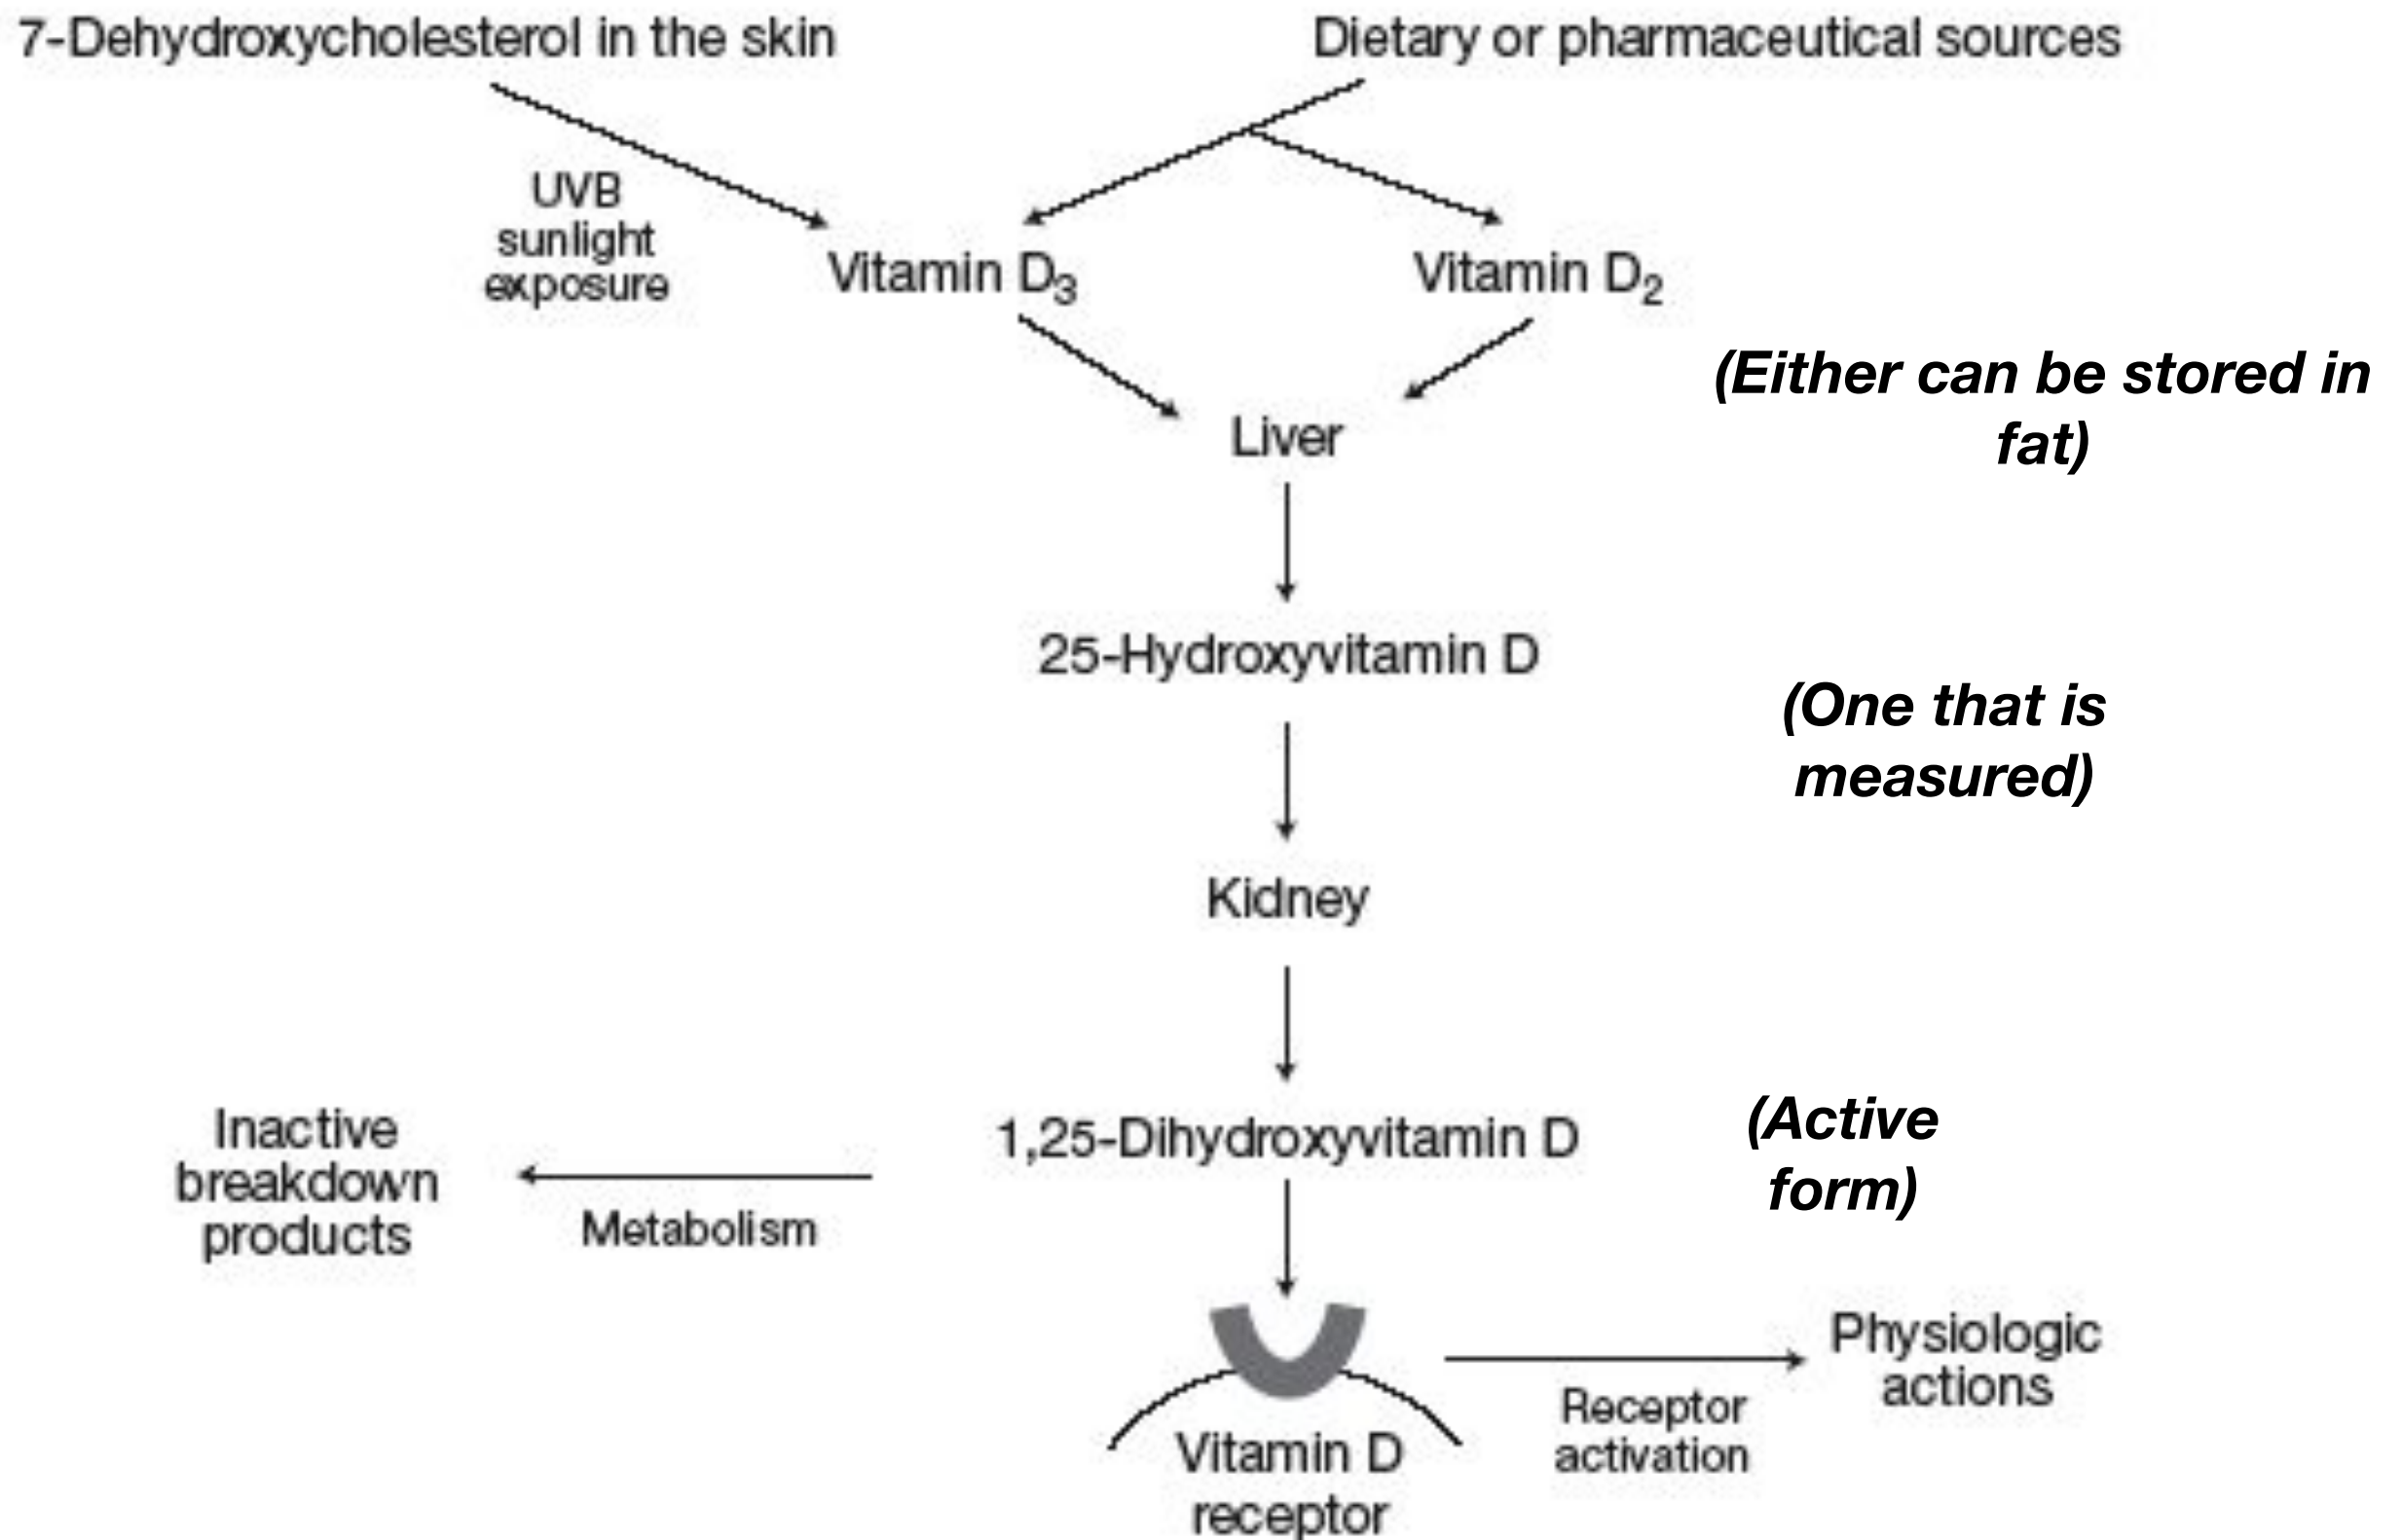 7-Dehydroxycholesterol in the skin
Dietary or pharmaceutical sources
UVB
sunlight
exposure
Vitamin D3
Vitamin D2
(Either can be stored in
fat)
Liver
25-Hydroxyvitamin D
(One that is
measured)
Kidney
1,25-Dihydroxyvitamin D
(Active
form)
Inactive
breakdown
products
Metabolism
Physiologic
actions
Receptor
activation
Vitamin D
receptor